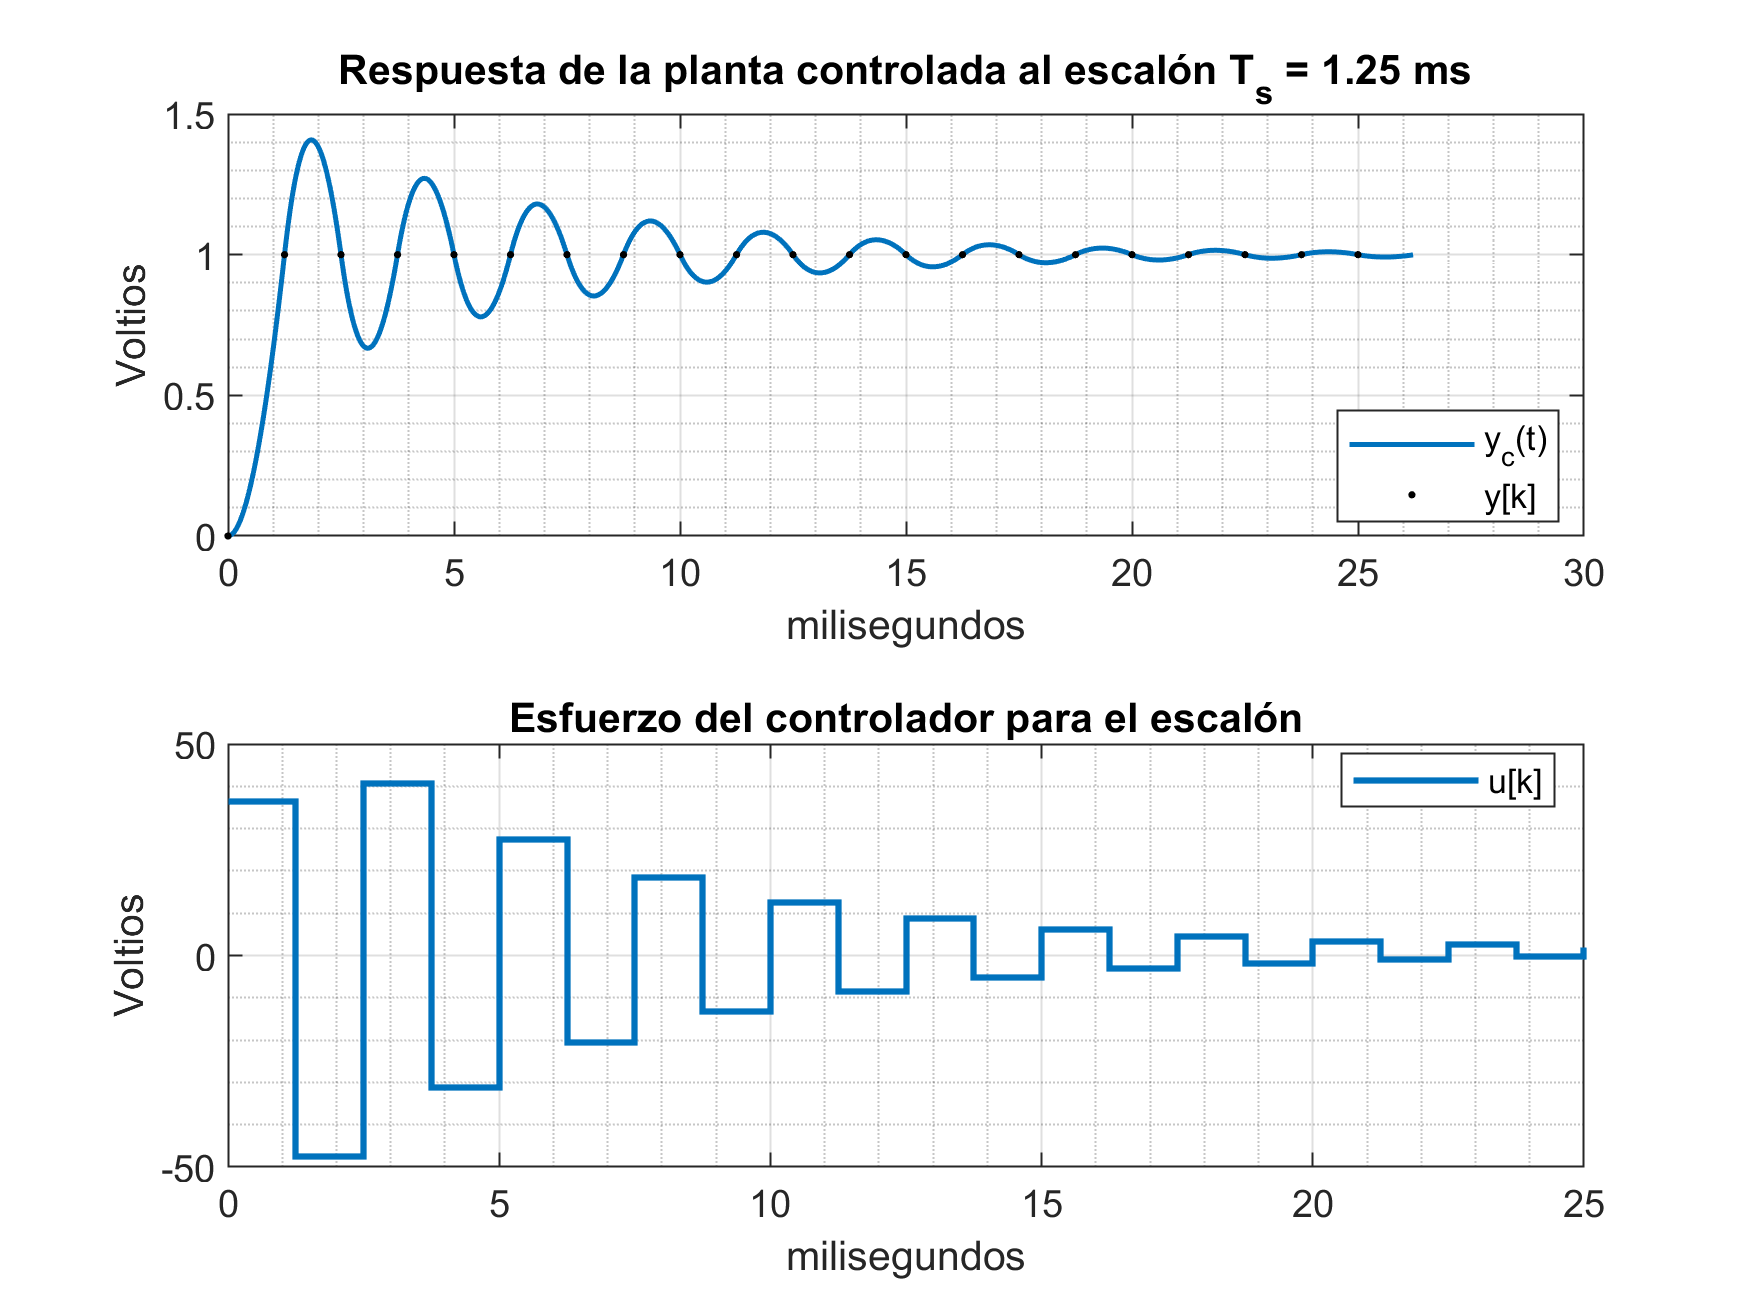 Respuesta de la planta controlada al escalón Ts = 1.25 ms
1.5
1
0.5
0
Voltios
0 5 10 15 20 25 30
milisegundos
yc(t)
y[k]
Esfuerzo del controlador para el escalón
50
0
-50
Voltios
0 5 10 15 20 25
milisegundos
u[k]